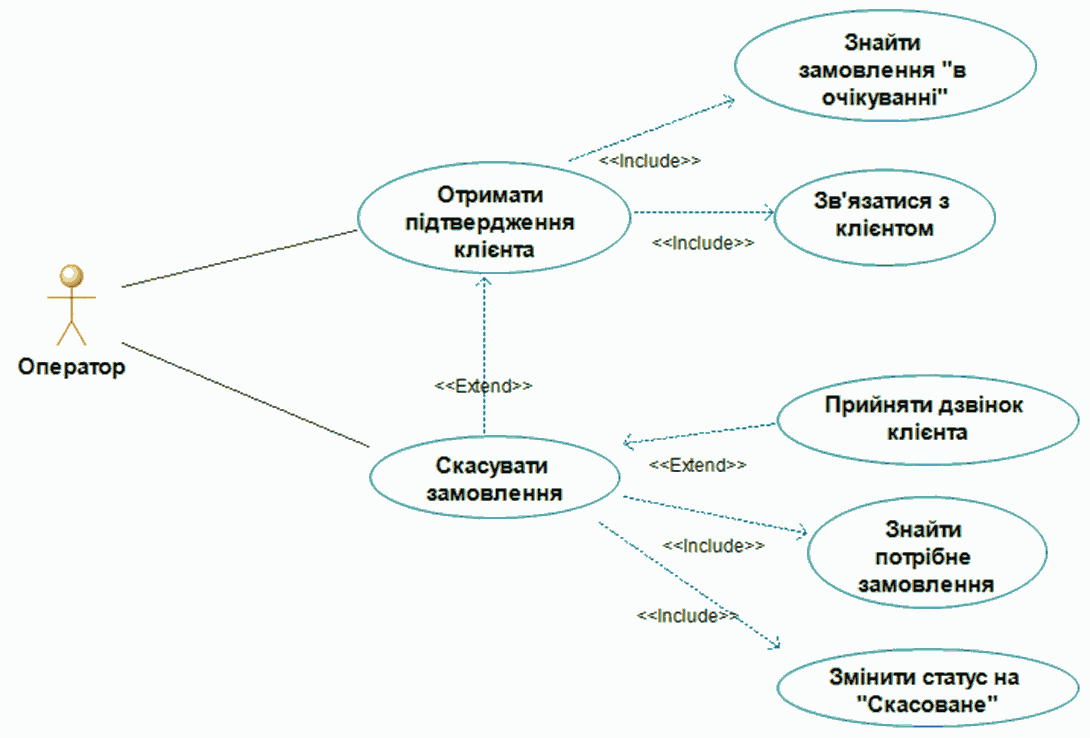 Знайти
замовлення "в
очікуванні"
<<Include>>
Отримати
підтвердження
клієнта
Зв'язатися з
клієнтом
<<Include>>
Оператор
<<Extend>>
Прийняти дзвінок
клієнта
<<Extend>>
Скасувати
замовлення
Знайти
потрібне
замовлення
<<Include>>
<<Include>>
Змінити статус на
"Скасоване"